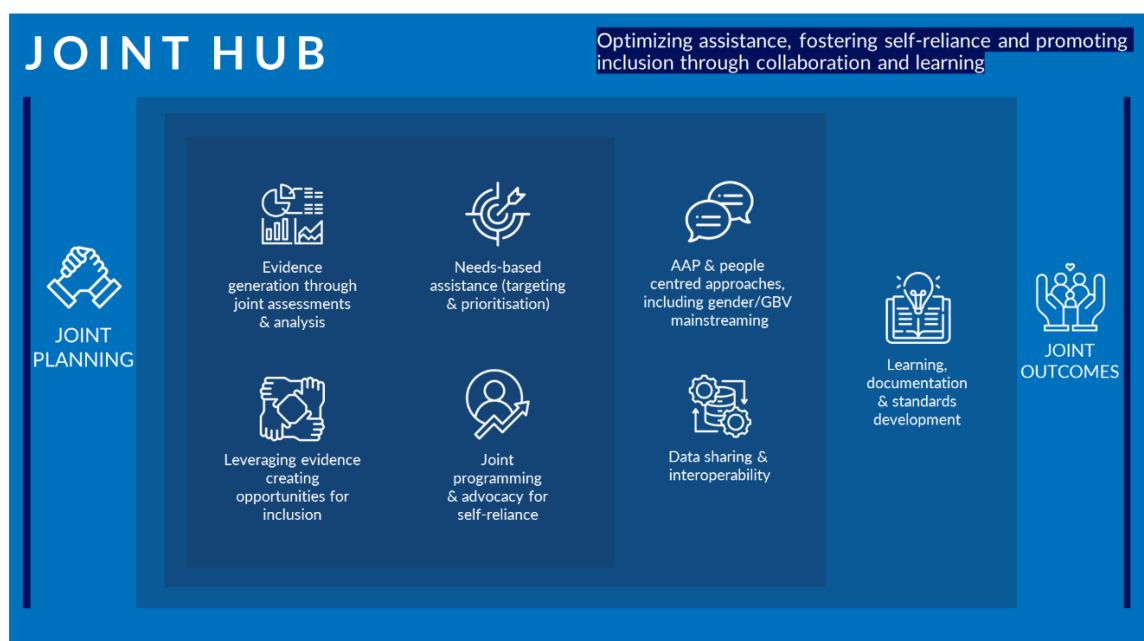 JOINT HUB
Optimizing assistance, fostering self-reliance and promoting
inclusion through collaboration and learning
JOINT
PLANNING
Evidence
generation through
joint assessments
& analysis
Needs-based
assistance (targeting
& prioritisation)
AAP & people
centred approaches,
including gender/GBV
mainstreaming
Leveraging evidence
creating
opportunities for
inclusion
Joint
programming
& advocacy for
self-reliance
Data sharing &
interoperability
Learning,
documentation
& standards
development
JOINT
OUTCOMES